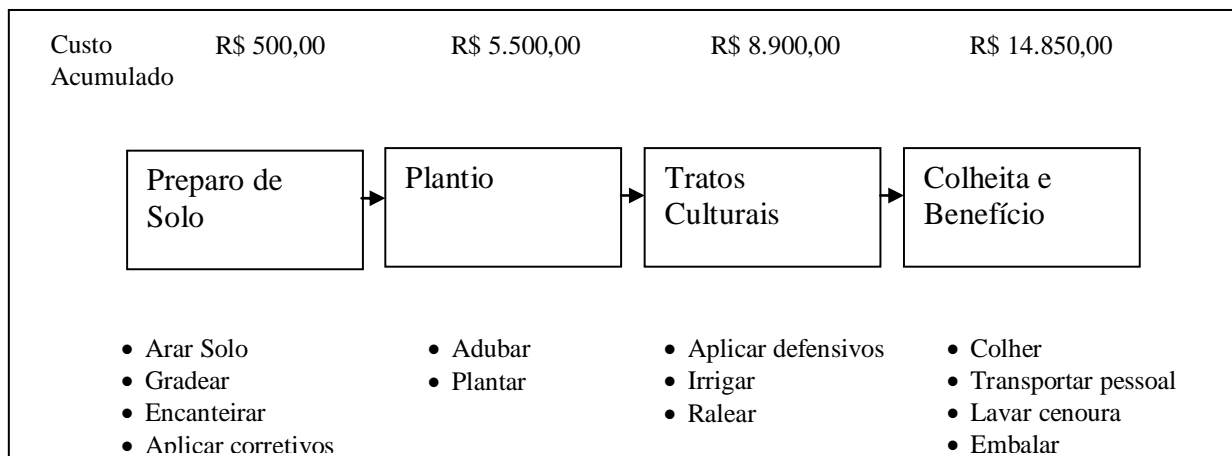 Custo Acumulado R$ 500,00 R$ 5.500,00 R$ 8.900,00 R$ 14.850,00
Preparo de Solo
Plantio
Tratos Culturais
Colheita e Benefício
• Arar Solo
• Gradear
• Encanteirar
• Aplicar corretivos
• Adubar
• Plantar
• Aplicar defensivos
• Irrigar
• Ralear
• Colher
• Transportar pessoal
• Lavar cenoura
• Embalar